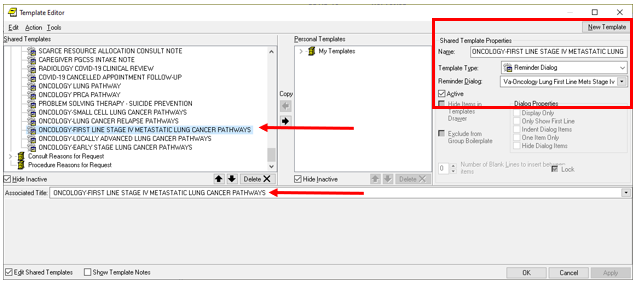 Template Editor
Edit Action Tools
New Template
Shared Templates
SCARCE RESOURCE ALLOCATION CONSULT NOTE
CAREGIVER PGCSS INTAKE NOTE
RADIOLOGY COVID-19 CLINICAL REVIEW
COVID-19 CANCELLED APPOINTMENT FOLLOW-UP
ONCOLOGY LUNG PATHWAY
ONCOLOGY PRCA PATHWAY
PROBLEM SOLVING THERAPY - SUICIDE PREVENTION
ONCOLOGY-SMALL CELL LUNG CANCER PATHWAYS
ONCOLOGY-LUNG CANCER RELAPSE PATHWAYS
ONCOLOGY-FIRST LINE STAGE IV METASTATIC LUNG CANCER PATHWAYS
ONCOLOGY-LOCALLY ADVANCED LUNG CANCER PATHWAYS
ONCOLOGY-EARLY STAGE LUNG CANCER PATHWAYS
Consult Reasons for Request
Procedure Reasons for Request
Hide Inactive
Delete
Copy
Personal Templates
My Templates
Hide Inactive
Delete
Shared Template Properties
Name: ONCOLOGY-FIRST LINE STAGE IV METASTATIC LUNG
Template Type: Reminder Dialog
Reminder Dialog: Va-Oncology Lung First Line Mets Stage Iv
Active
Hide Items in Templates Drawer
Exclude from Group Boilerplate
Dialog Properties
Display Only
Only Show First Line
Indent Dialog Items
One Item Only
Hide Dialog Items
0 Number of Blank Lines to insert between items
Lock
Associated Title: ONCOLOGY-FIRST LINE STAGE IV METASTATIC LUNG CANCER PATHWAYS
Edit Shared Templates
Show Template Notes
OK
Cancel
Apply